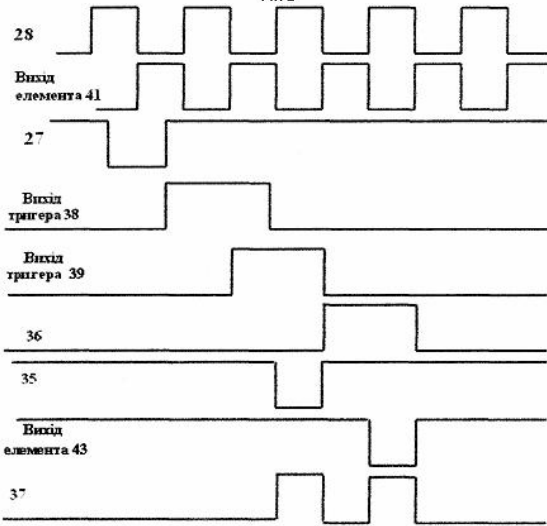 28
Вихід
елемента 41
27
Вихід
тригера 38
Вихід
тригера 39
36
35
Вихід
елемента 43
37